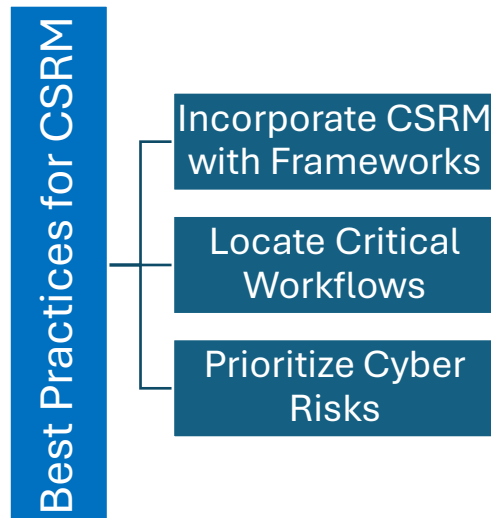 Best Practices for CSRM
Incorporate CSRM
with Frameworks
Locate Critical
Workflows
Prioritize Cyber
Risks